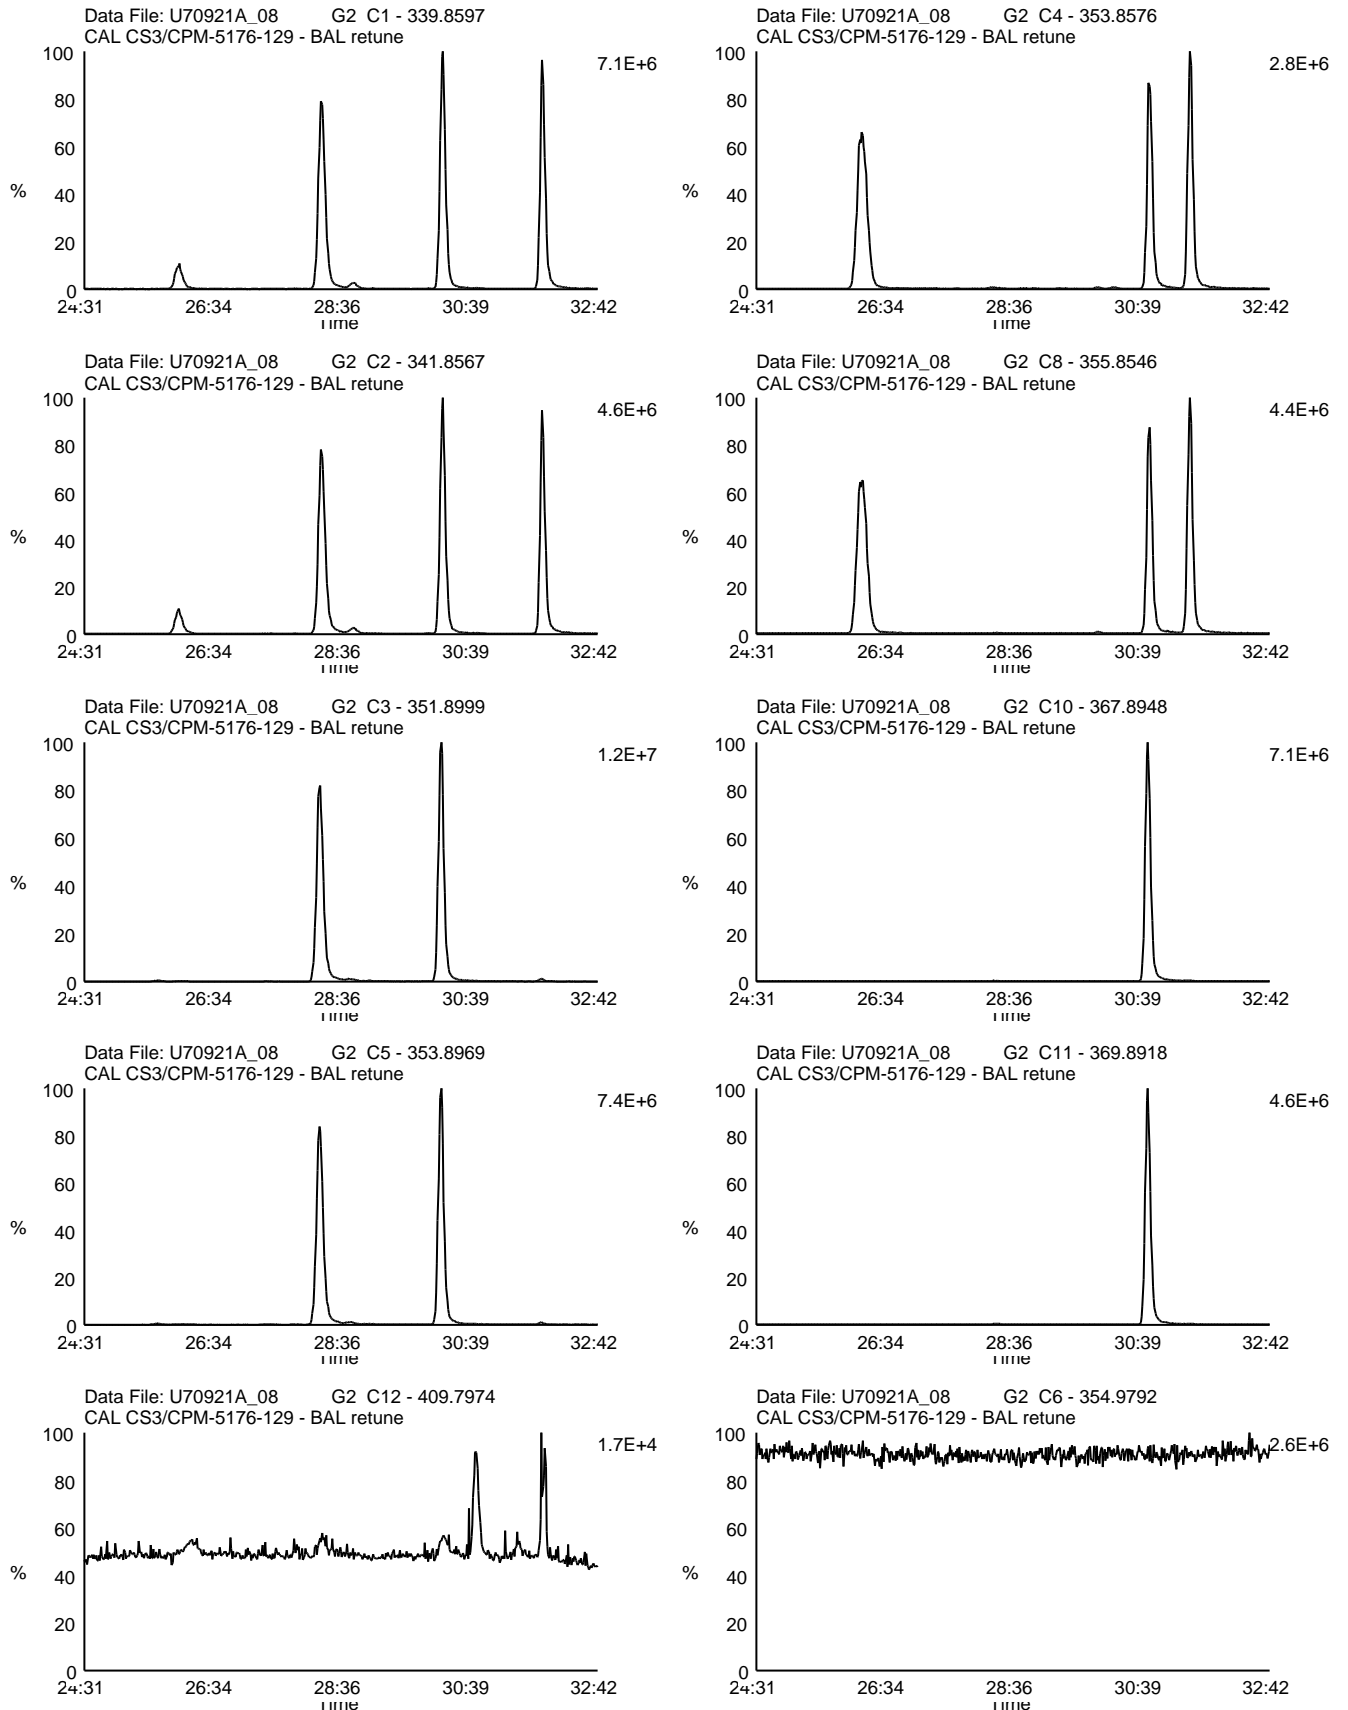 Data File: U70921A_08 G2 C1 - 339.8597
CAL CS3/CPM-5176-129 - BAL retune
100
7.1E+6
80
60
40
%
20
0
24:31 26:34 28:36 30:39 32:42
Time
Data File: U70921A_08 G2 C4 - 353.8576
CAL CS3/CPM-5176-129 - BAL retune
100
2.8E+6
80
60
40
%
20
0
24:31 26:34 28:36 30:39 32:42
Time
Data File: U70921A_08 G2 C2 - 341.8567
CAL CS3/CPM-5176-129 - BAL retune
100
4.6E+6
80
60
40
%
20
0
24:31 26:34 28:36 30:39 32:42
Time
Data File: U70921A_08 G2 C8 - 355.8546
CAL CS3/CPM-5176-129 - BAL retune
100
4.4E+6
80
60
40
%
20
0
24:31 26:34 28:36 30:39 32:42
Time
Data File: U70921A_08 G2 C3 - 351.8999
CAL CS3/CPM-5176-129 - BAL retune
100
1.2E+7
80
60
40
%
20
0
24:31 26:34 28:36 30:39 32:42
Time
Data File: U70921A_08 G2 C10 - 367.8948
CAL CS3/CPM-5176-129 - BAL retune
100
7.1E+6
80
60
40
%
20
0
24:31 26:34 28:36 30:39 32:42
Time
Data File: U70921A_08 G2 C5 - 353.8969
CAL CS3/CPM-5176-129 - BAL retune
100
7.4E+6
80
60
40
%
20
0
24:31 26:34 28:36 30:39 32:42
Time
Data File: U70921A_08 G2 C11 - 369.8918
CAL CS3/CPM-5176-129 - BAL retune
100
4.6E+6
80
60
40
%
20
0
24:31 26:34 28:36 30:39 32:42
Time
Data File: U70921A_08 G2 C12 - 409.7974
CAL CS3/CPM-5176-129 - BAL retune
100
1.7E+4
80
60
40
%
20
0
24:31 26:34 28:36 30:39 32:42
Time
Data File: U70921A_08 G2 C6 - 354.9792
CAL CS3/CPM-5176-129 - BAL retune
100
2.6E+6
80
60
40
%
20
0
24:31 26:34 28:36 30:39 32:42
Time